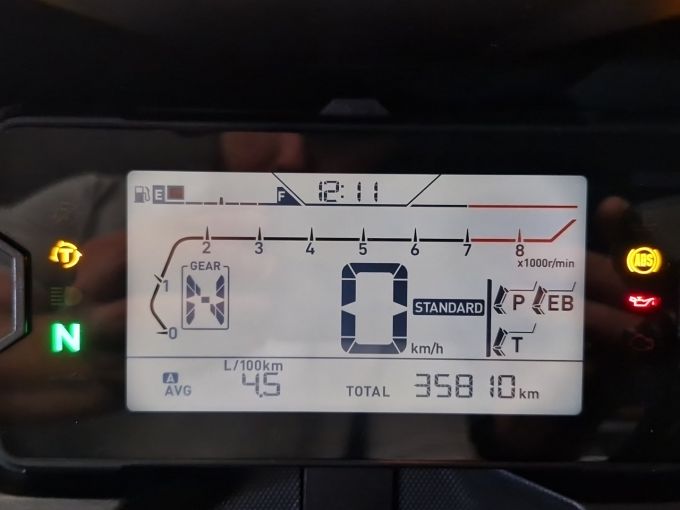 E F 12:11
2 3 4 5 6 7 8
x1000r/min
T ABS
GEAR
1 N 0 STANDARD P EB
N 0 km/h T
L/100km
A AVG 4.5 TOTAL 35810 km